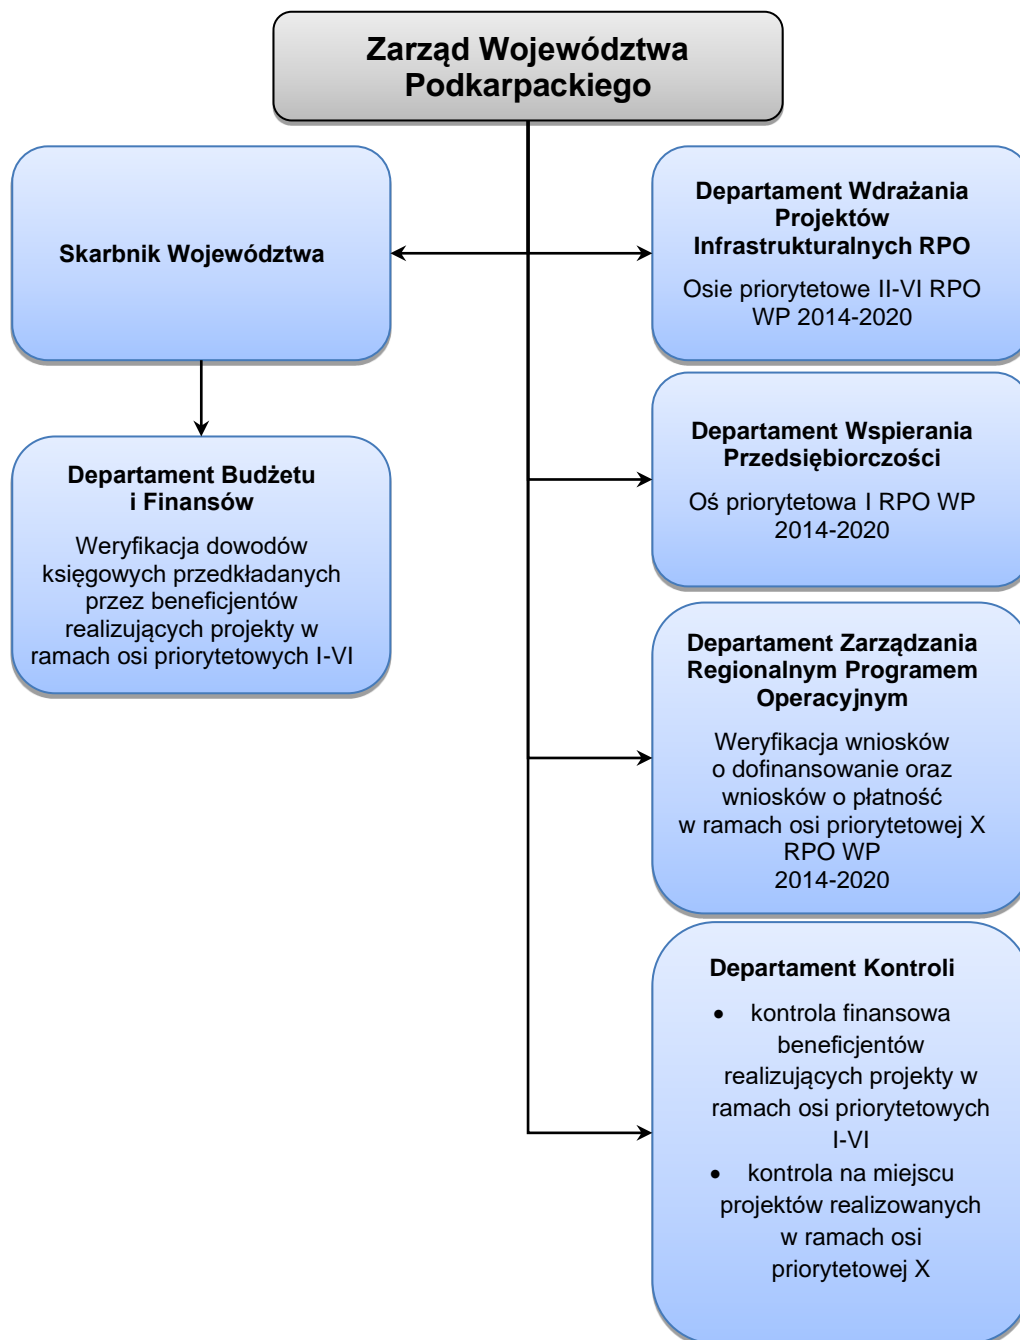 Zarząd Województwa
Podkarpackiego
Skarbnik Województwa
Departament Budżetu
i Finansów
Weryfikacja dowodów
księgowych przedkładanych
przez beneficjentów
realizujących projekty w
ramach osi priorytetowych I-VI
Departament Wdrażania
Projektów
Infrastrukturalnych RPO
Osie priorytetowe II-VI RPO
WP 2014-2020
Departament Wspierania
Przedsiębiorczości
Oś priorytetowa I RPO WP
2014-2020
Departament Zarządzania
Regionalnym Programem
Operacyjnym
Weryfikacja wniosków
o dofinansowanie oraz
wniosków o płatność
w ramach osi priorytetowej X
RPO WP
2014-2020
Departament Kontroli
• kontrola finansowa
beneficjentów
realizujących projekty w
ramach osi priorytetowych
I-VI
• kontrola na miejscu
projektów realizowanych
w ramach osi
priorytetowej X